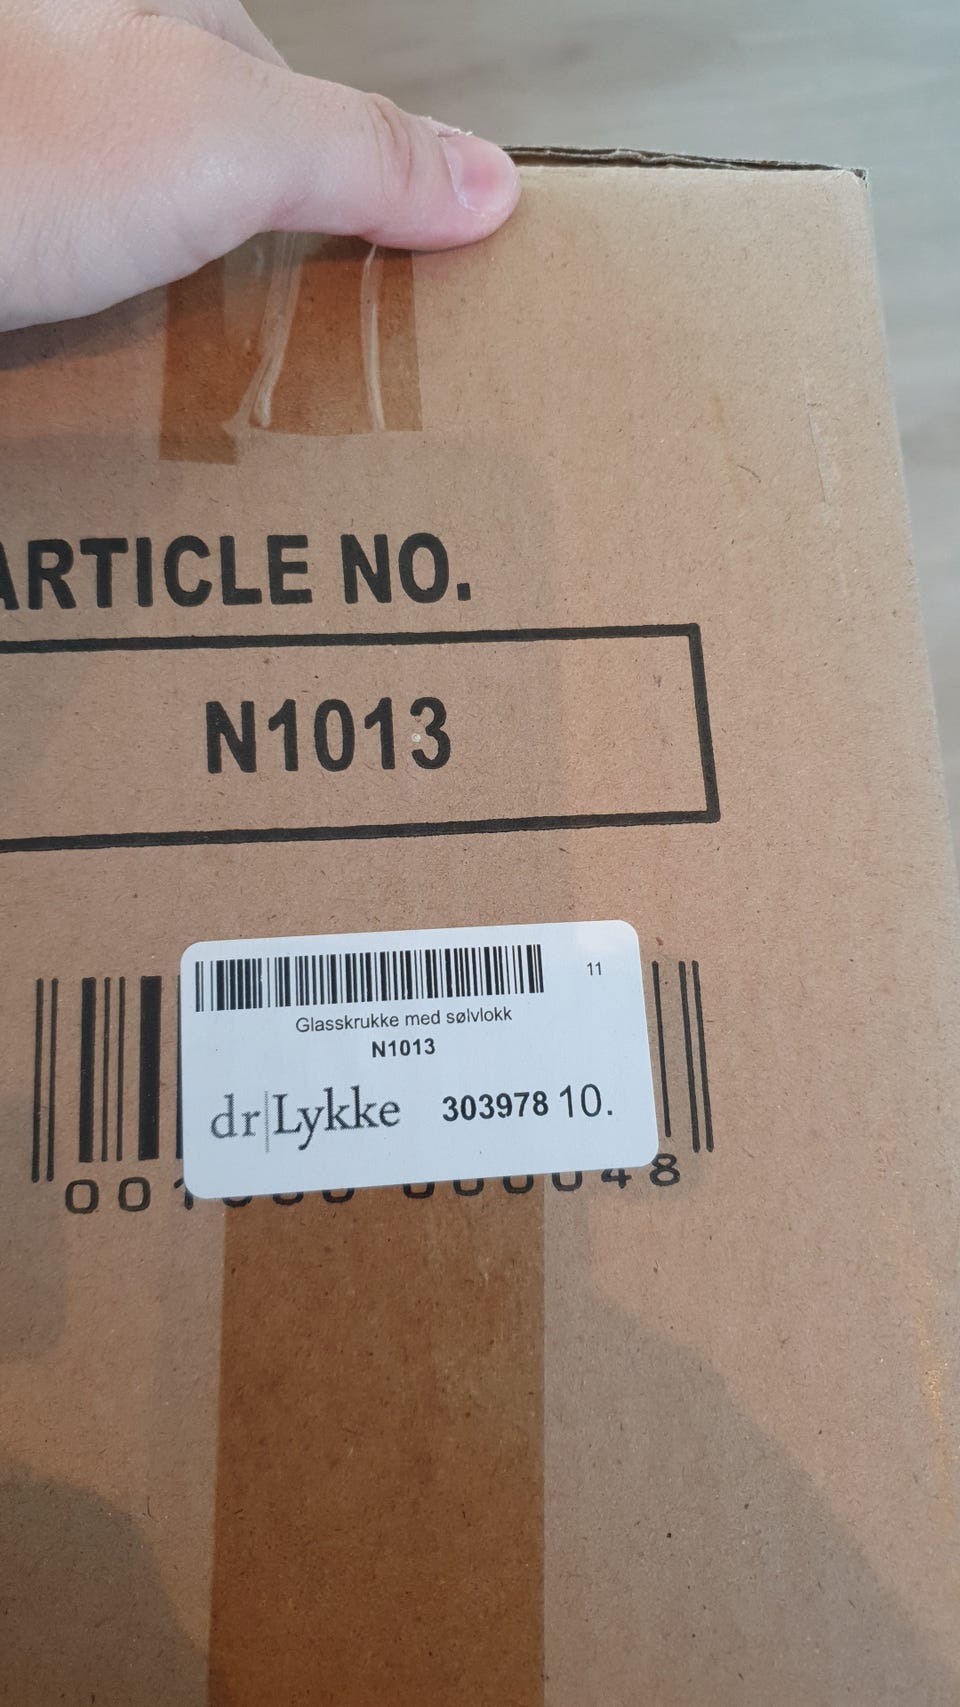 ARTICLE NO.
N1013
11
Glasskrukke med sølvlokk
N1013
dr|Lykke 303978 10.